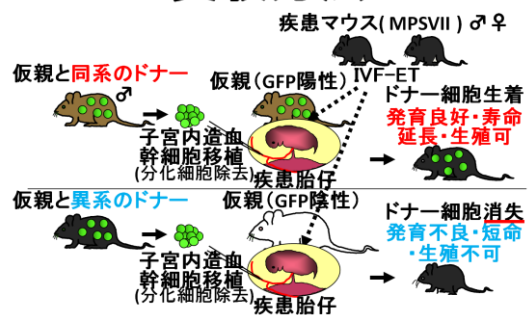 疾患マウス(MPSVII)♂♀
仮親と同系のドナー
♂
仮親(GFP陽性)
IVF-ET
ドナー細胞生着
発育良好・寿命
延長・生殖可
子宮内造血
幹細胞移植
(分化細胞除去)
疾患胎仔
仮親と異系のドナー
仮親(GFP陰性)
ドナー細胞消失
発育不良・短命
・生殖不可
子宮内造血
幹細胞移植
(分化細胞除去)
疾患胎仔